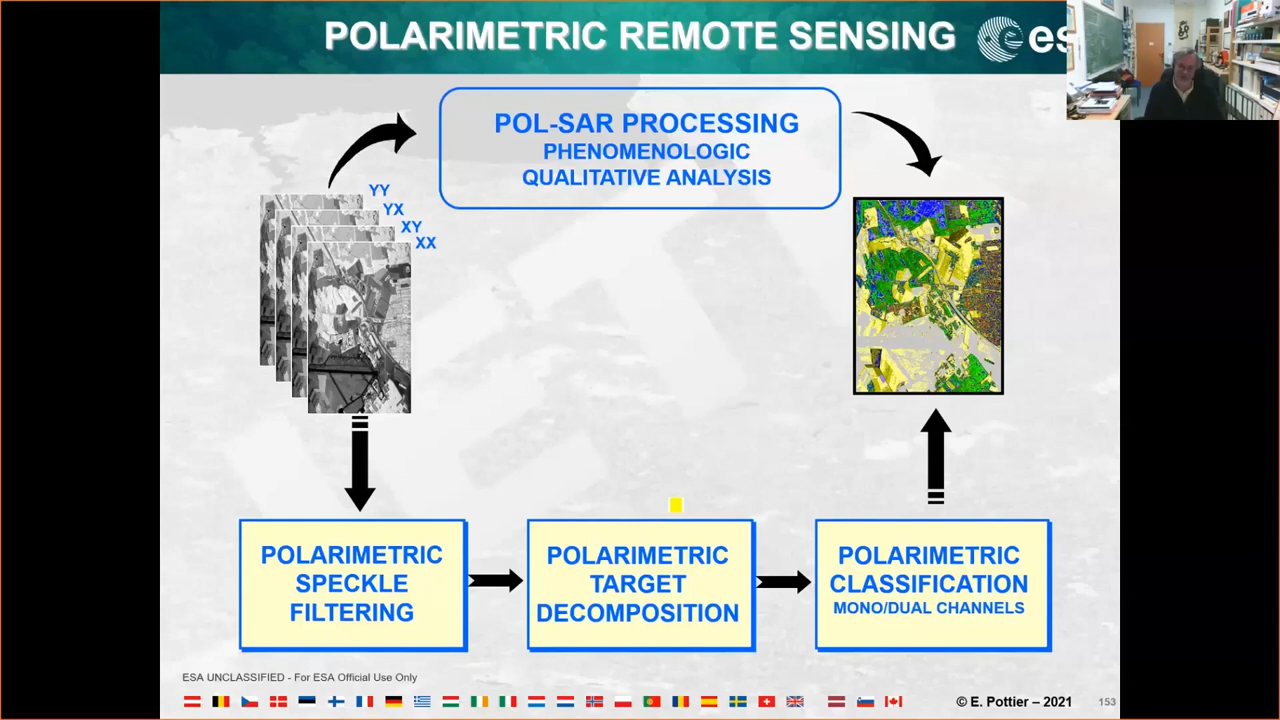 POLARIMETRIC REMOTE SENSING
es
POL-SAR PROCESSING
PHENOMENOLOGIC
QUALITATIVE ANALYSIS
YY
YX
XY
XX
POLARIMETRIC
SPECKLE
FILTERING
POLARIMETRIC
TARGET
DECOMPOSITION
POLARIMETRIC
CLASSIFICATION
MONO/DUAL CHANNELS
ESA UNCLASSIFIED - For ESA Official Use Only
© E. Pottier – 2021
153